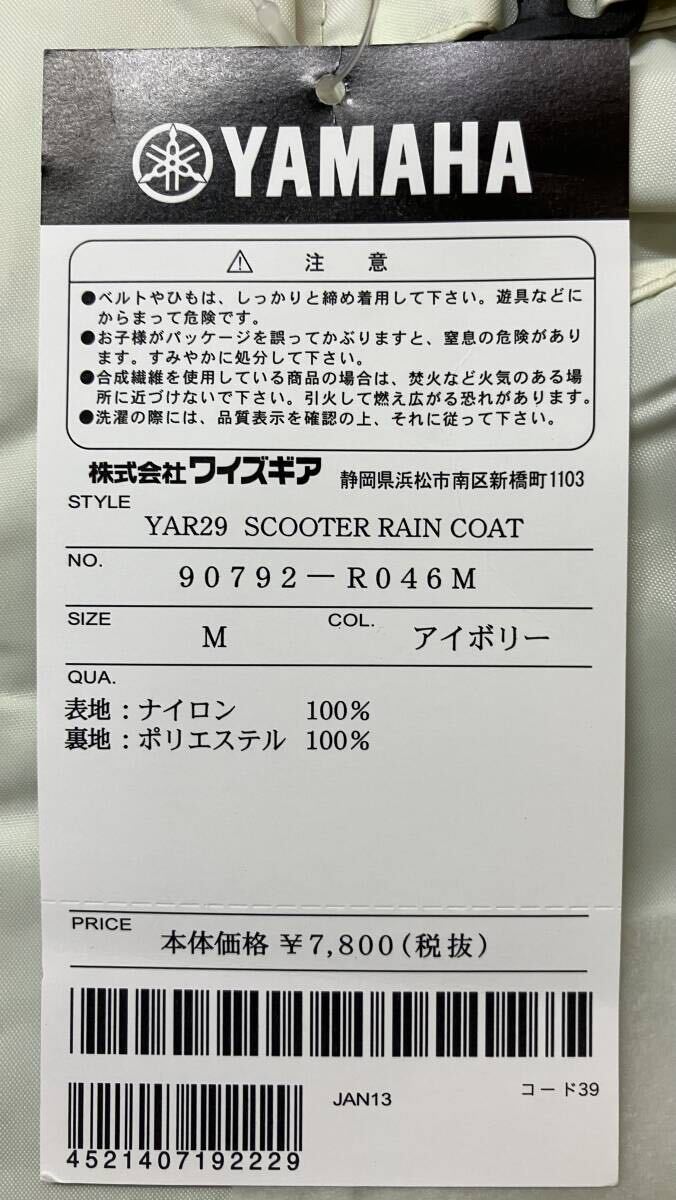 YAMAHA
⚠ 注意
●ベルトやひもは、しっかりと締め着用して下さい。遊具などに
からまって危険です。
●お子様がパッケージを誤ってかぶりますと、窒息の危険があり
ます。すみやかに処分して下さい。
●合成繊維を使用している商品の場合は、焚火など火気のある場
所に近づけないで下さい。引火して燃え広がる恐れがあります。
●洗濯の際には、品質表示を確認の上、それに従って下さい。
株式会社ワイズギア 静岡県浜松市南区新橋町1103
STYLE
YAR29 SCOOTER RAIN COAT
NO.
90792-R046M
SIZE M COL. アイボリー
QUA.
表地:ナイロン 100%
裏地:ポリエステル 100%
PRICE
本体価格 ¥7,800(税抜)
JAN13 コード39
4521407192229